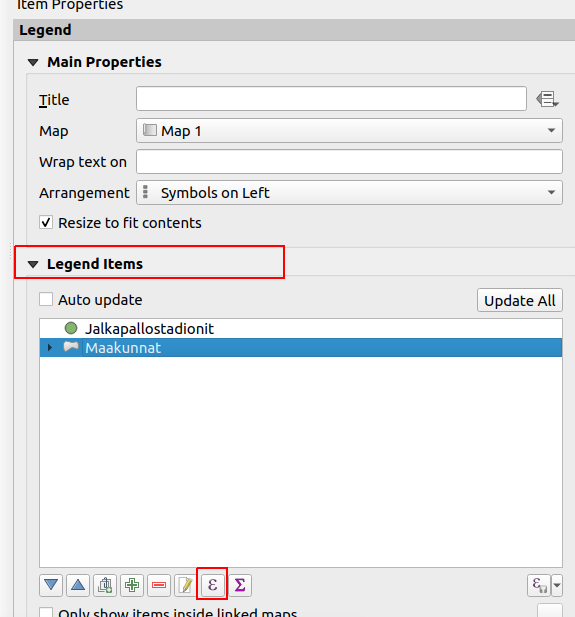 Item Properties
Legend
Main Properties
Title
Map Map 1
Wrap text on
Arrangement Symbols on Left
Resize to fit contents
Legend Items
Auto update Update All
Jalkapallostadionit
Maakunnat
ε Σ ε
Only show items inside linked maps